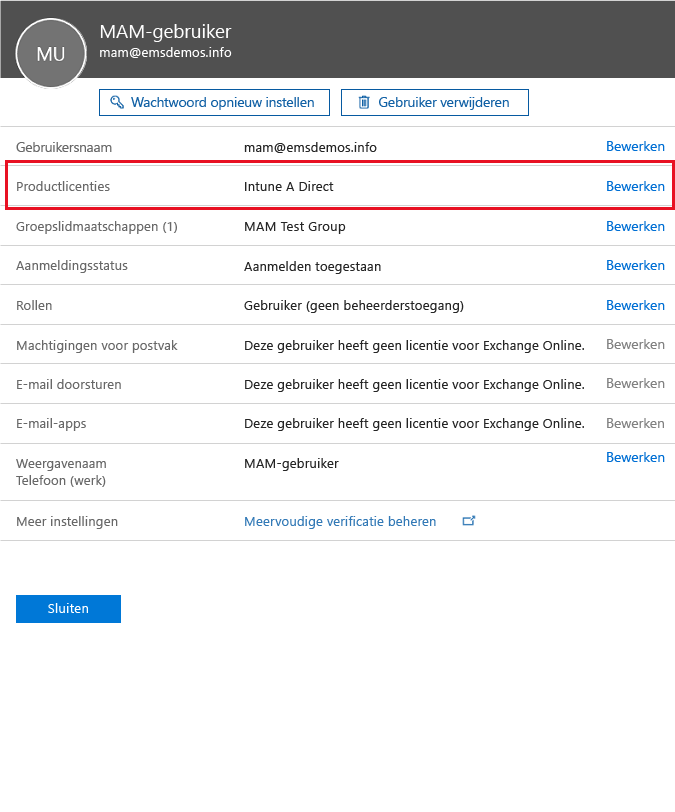 MU
MAM-gebruiker
mam@emsdemos.info
Wachtwoord opnieuw instellen
Gebruiker verwijderen
Gebruikersnaam mam@emsdemos.info Bewerken
Productlicenties Intune A Direct Bewerken
Groepslidmaatschappen (1) MAM Test Group Bewerken
Aanmeldingsstatus Aanmelden toegestaan Bewerken
Rollen Gebruiker (geen beheerderstoegang) Bewerken
Machtigingen voor postvak Deze gebruiker heeft geen licentie voor Exchange Online. Bewerken
E-mail doorsturen Deze gebruiker heeft geen licentie voor Exchange Online. Bewerken
E-mail-apps Deze gebruiker heeft geen licentie voor Exchange Online. Bewerken
Weergavenaam MAM-gebruiker Bewerken
Telefoon (werk)
Meer instellingen Meervoudige verificatie beheren
Sluiten